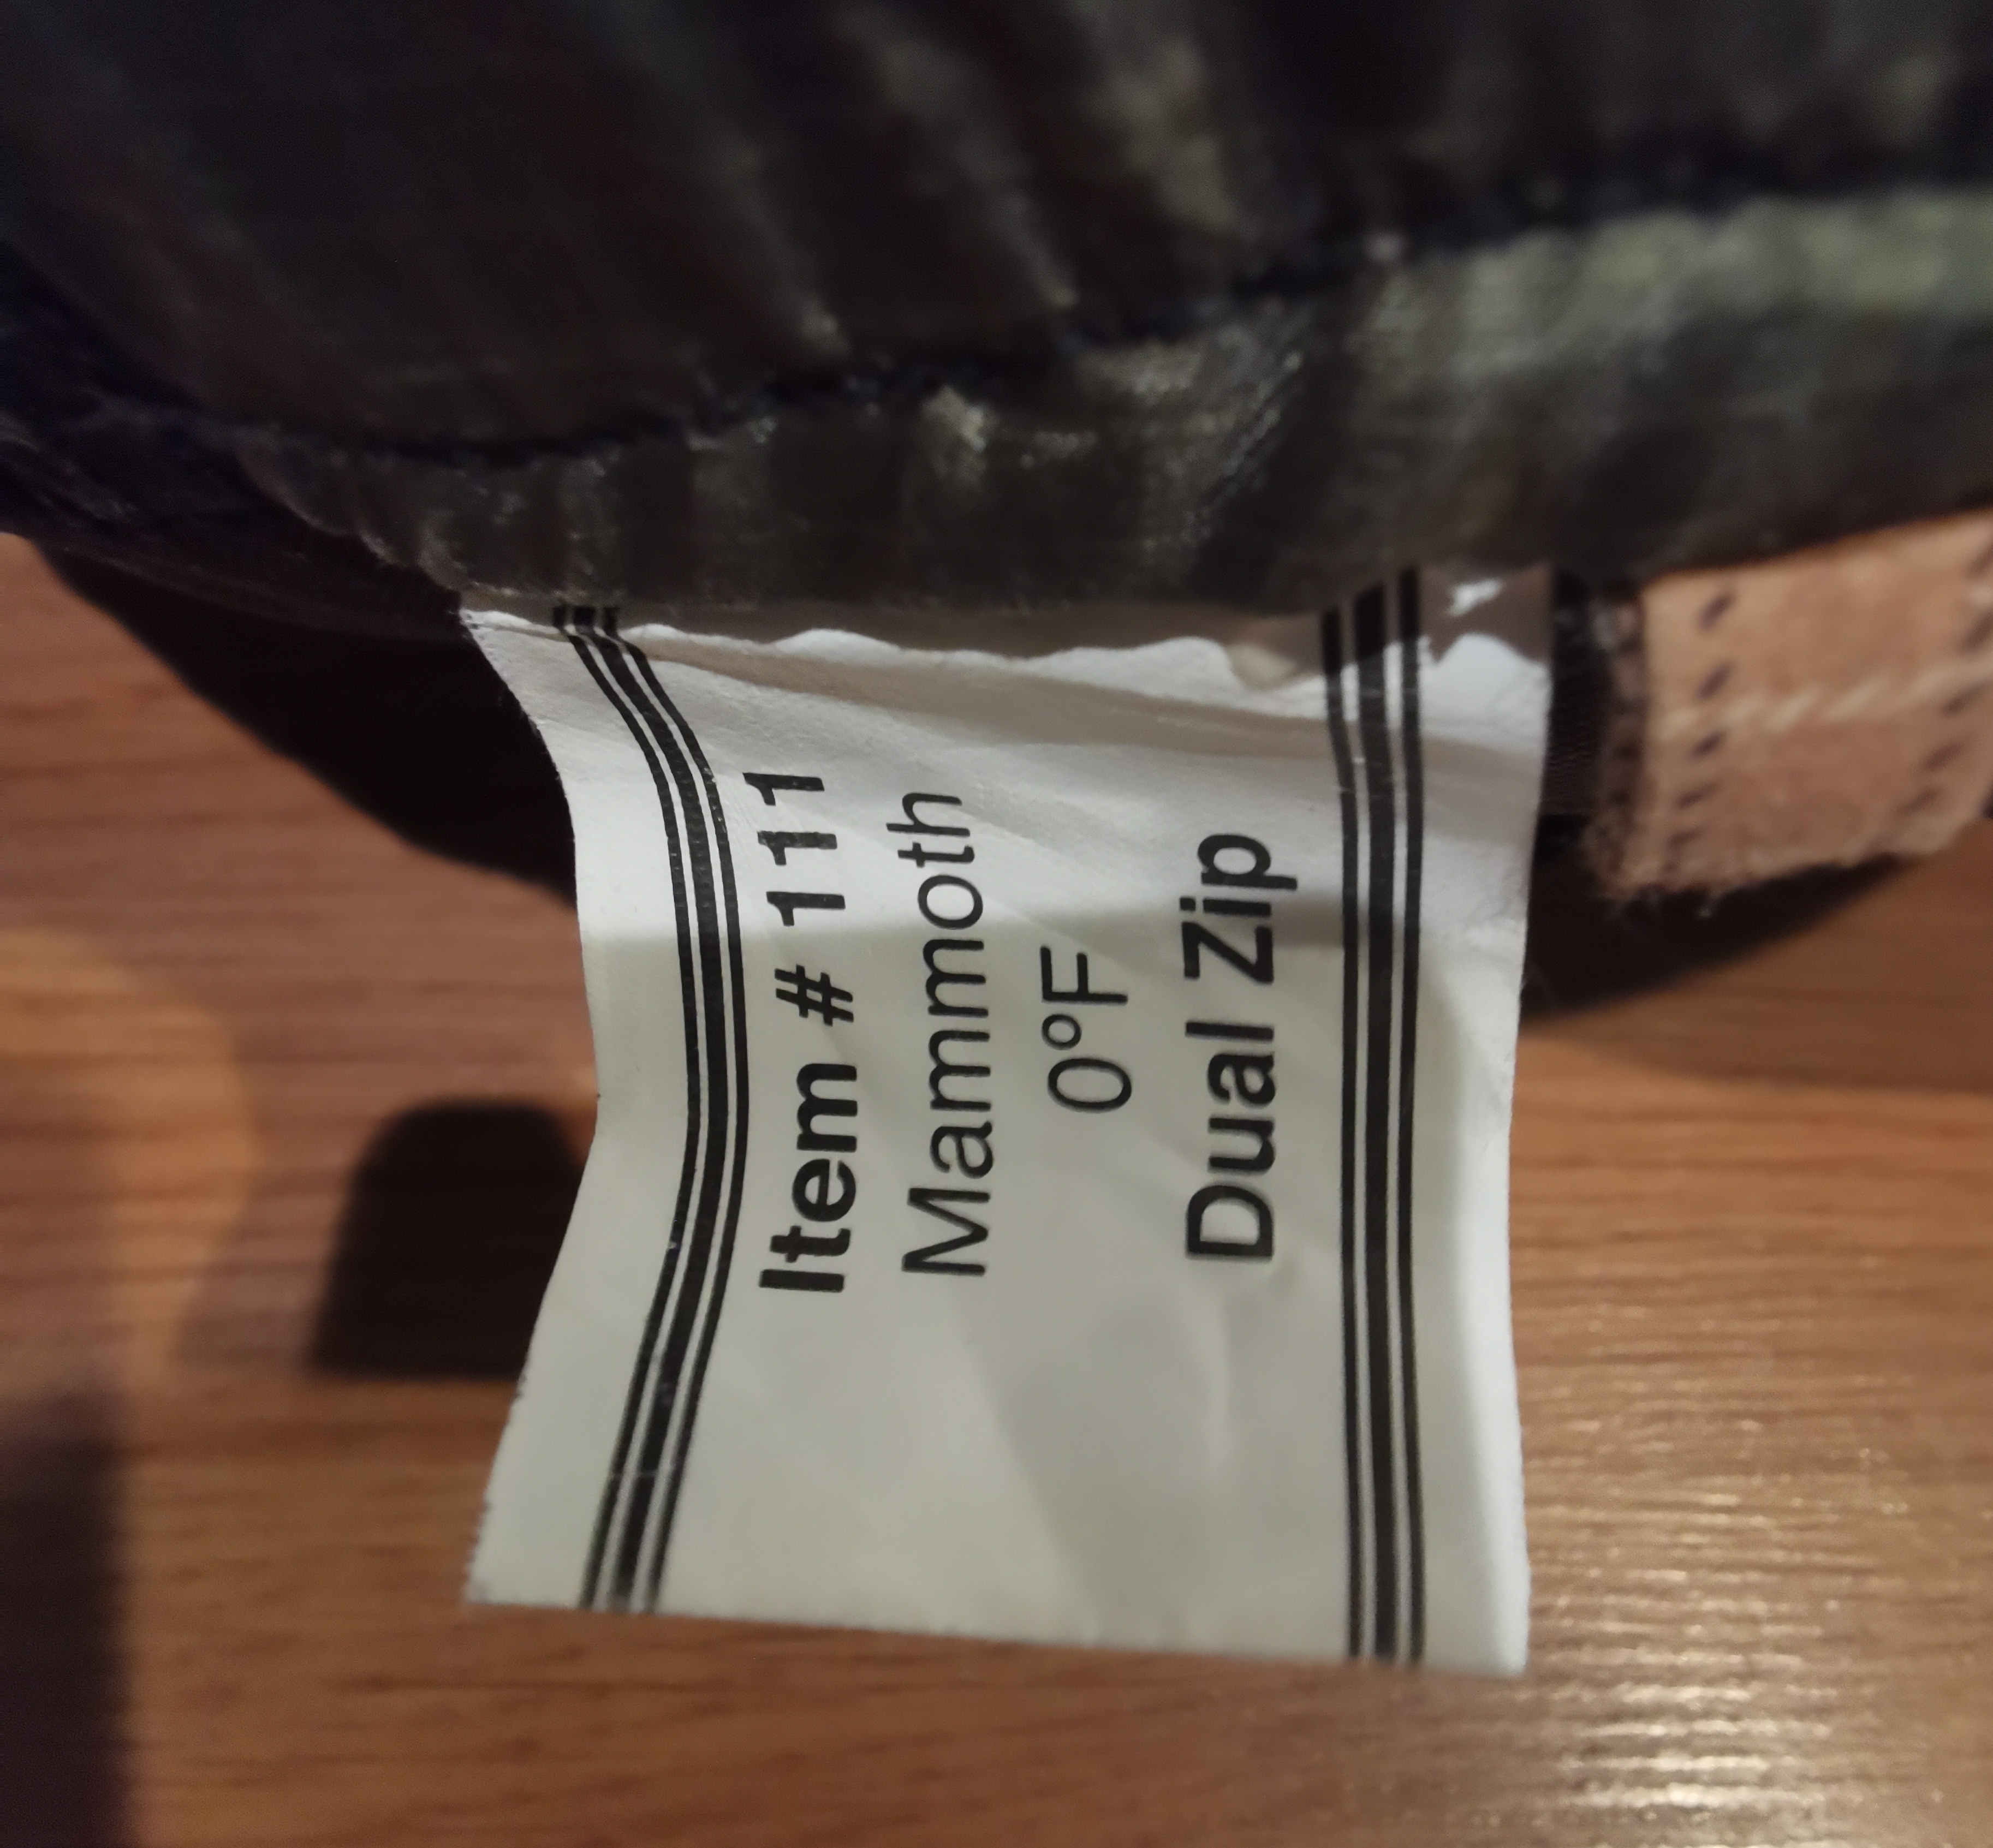 Item # 111
Mammoth
0°F
Dual Zip